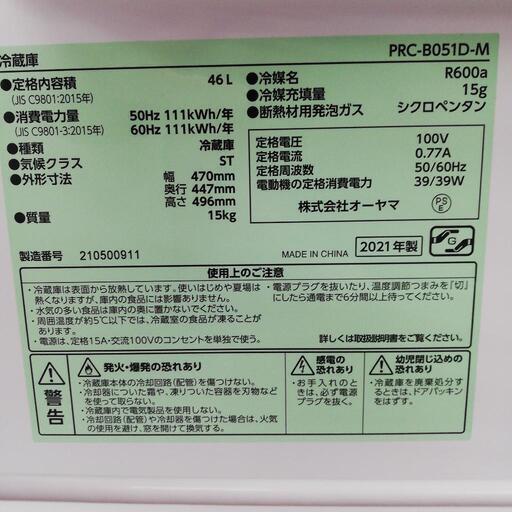 冷蔵庫
PRC-B051D-M
●定格内容積 46L
(JIS C9801:2015年)
●消費電力量 50Hz 111kWh/年
(JIS C9801-3:2015年) 60Hz 111kWh/年
●種類 冷蔵庫
●気候クラス ST
●外形寸法 幅 470mm
奥行 447mm
高さ 496mm
●質量 15kg
●冷媒名 R600a
●冷媒充填量 15g
●断熱材用発泡ガス シクロペンタン
定格電圧 100V
定格電流 0.77A
定格周波数 50/60Hz
電動機の定格消費電力 39/39W
株式会社オーヤマ
PS
E
製造番号 210500911
MADE IN CHINA
2021年製
G
使用上のご注意
・冷蔵庫は表面から放熱しています。使いはじめや夏場は
熱くなりますが、庫内の食品には影響ありません。
・水気の多い食品は庫内の奥に入れないでください。
・周囲温度が約5℃以下では、冷蔵室の食品が凍ることが
あります。
・電源は、定格15A・交流100Vのコンセントを単独で使う。
・電源プラグを抜いたり、温度調節つまみを「切」
にしたら通電まで6分間以上待ってください。
詳しくは取扱説明書をご覧ください。
警告
発火・爆発の恐れあり
・冷蔵庫本体の冷却回路(配管)を傷つけない。
・冷却器についた霜や、凍りついた容器を刃物など
を使って取らない。
・冷蔵庫内で電気製品を使用しない。
・冷却回路(配管)や冷却器を傷つけた場合は、火気
の使用を避け、窓を開けて換気する。
感電の
恐れあり
・お手入れのとき
は、必ず電源
プラグを抜く。
幼児閉じ込めの
恐れあり
・冷蔵庫を廃棄処分
するときは、ドアパッキン
をはずす。